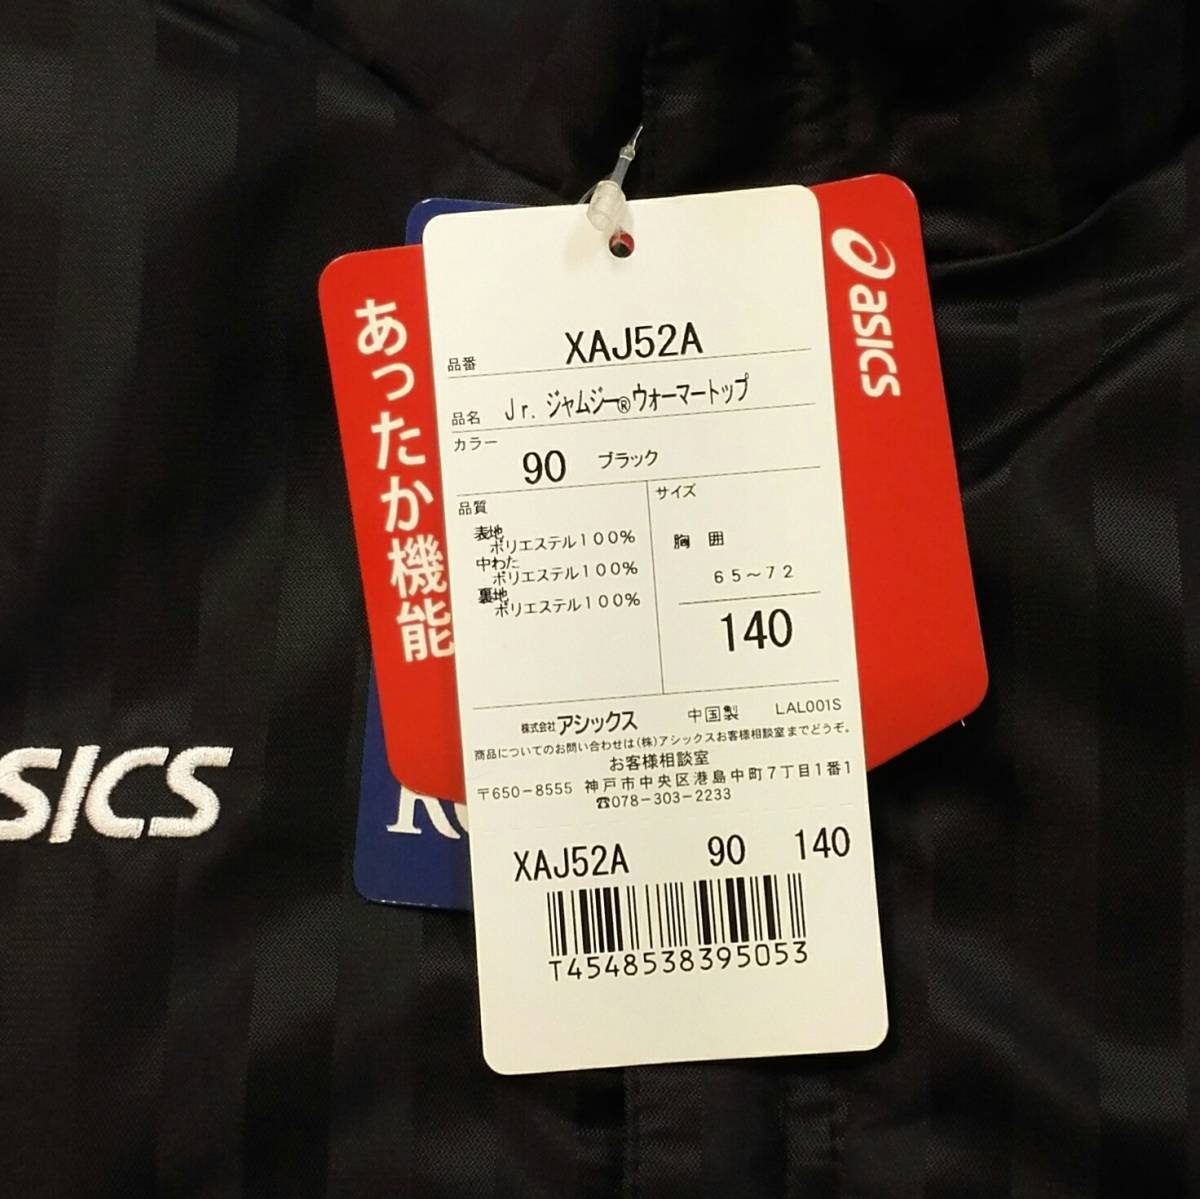 あったか機能
asics
品番 XAJ52A
品名 Jr. ジャムジー®ウォーマートップ
カラー 90 ブラック
品質
表地
ポリエステル100%
中わた
ポリエステル100%
裏地
ポリエステル100%
サイズ
胸囲
65~72
140
株式会社アシックス 中国製 LAL001S
商品についてのお問い合わせは(株)アシックスお客様相談室までどうぞ。
お客様相談室
〒650-8555 神戸市中央区港島中町7丁目1番1
☎078-303-2233
XAJ52A 90 140
T4548538395053
SICS